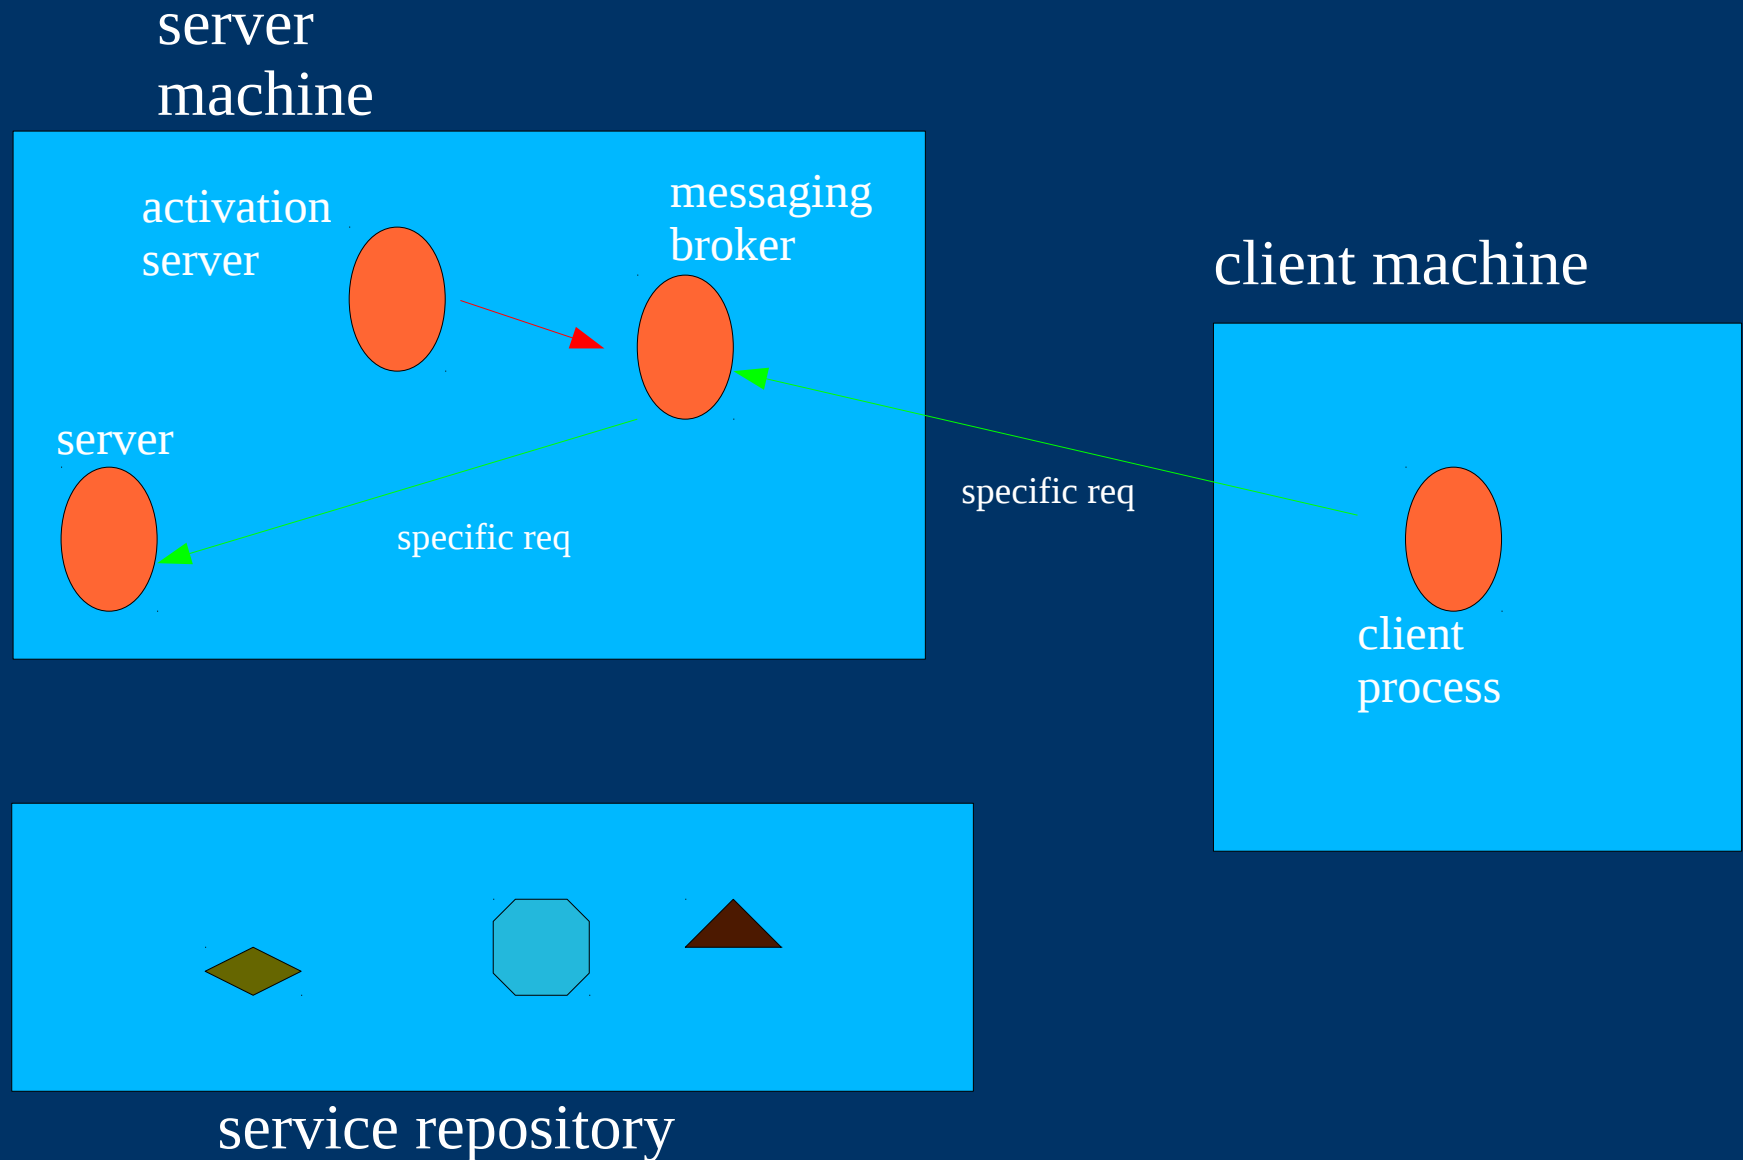 server
machine
activation
server
messaging
broker
client machine
server
specific req
specific req
client
process
service repository